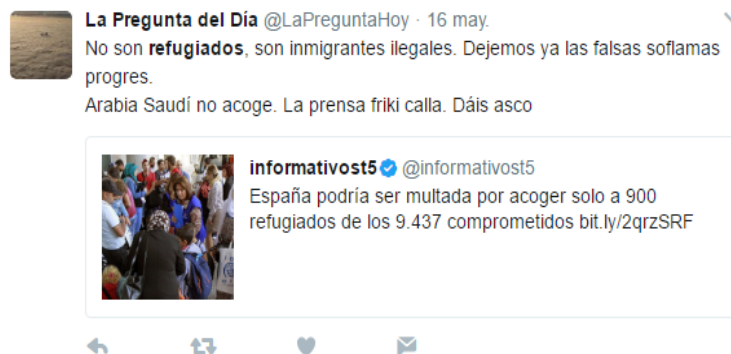 La Pregunta del Día @LaPreguntaHoy · 16 may.
No son refugiados, son inmigrantes ilegales. Dejemos ya las falsas soflamas
progres.
Arabia Saudí no acoge. La prensa friki calla. Dáis asco
informativost5 @informativost5
España podría ser multada por acoger solo a 900
refugiados de los 9.437 comprometidos bit.ly/2qrzSRF